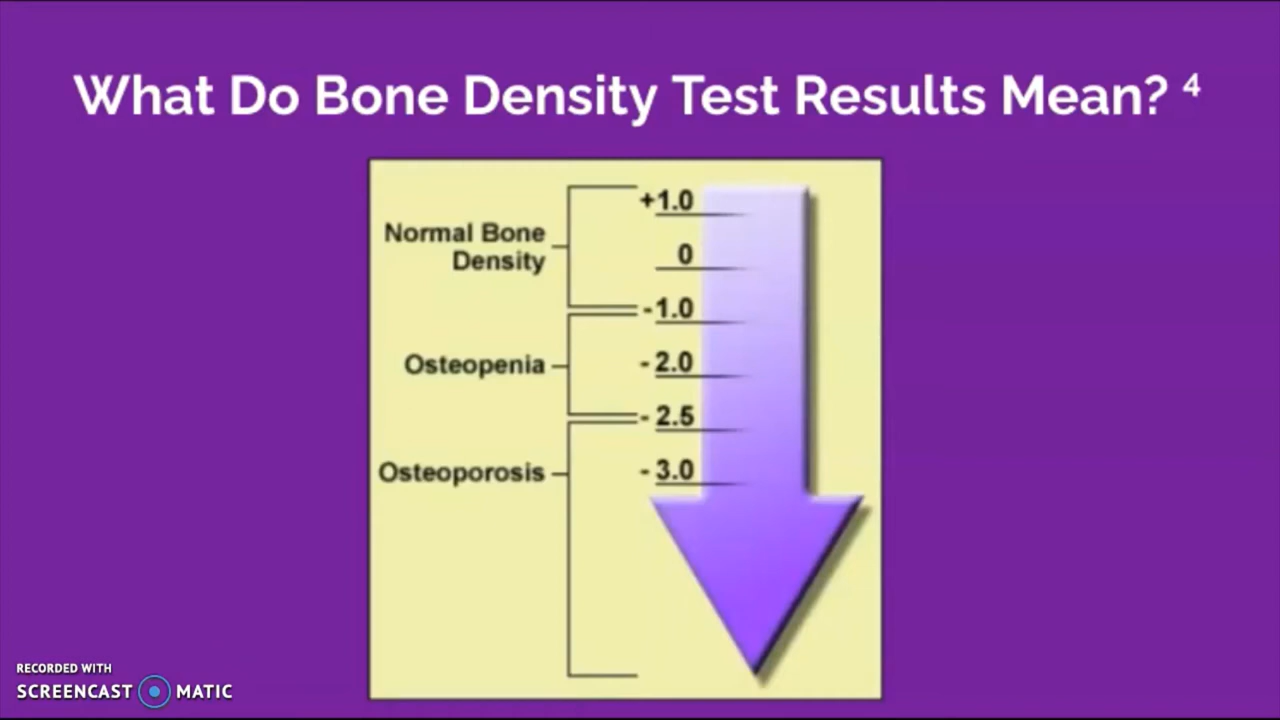 What Do Bone Density Test Results Mean? 4
+1.0
Normal Bone
Density
0
-1.0
Osteopenia
- 2.0
- 2.5
Osteoporosis
- 3.0
RECORDED WITH
SCREENCAST MATIC